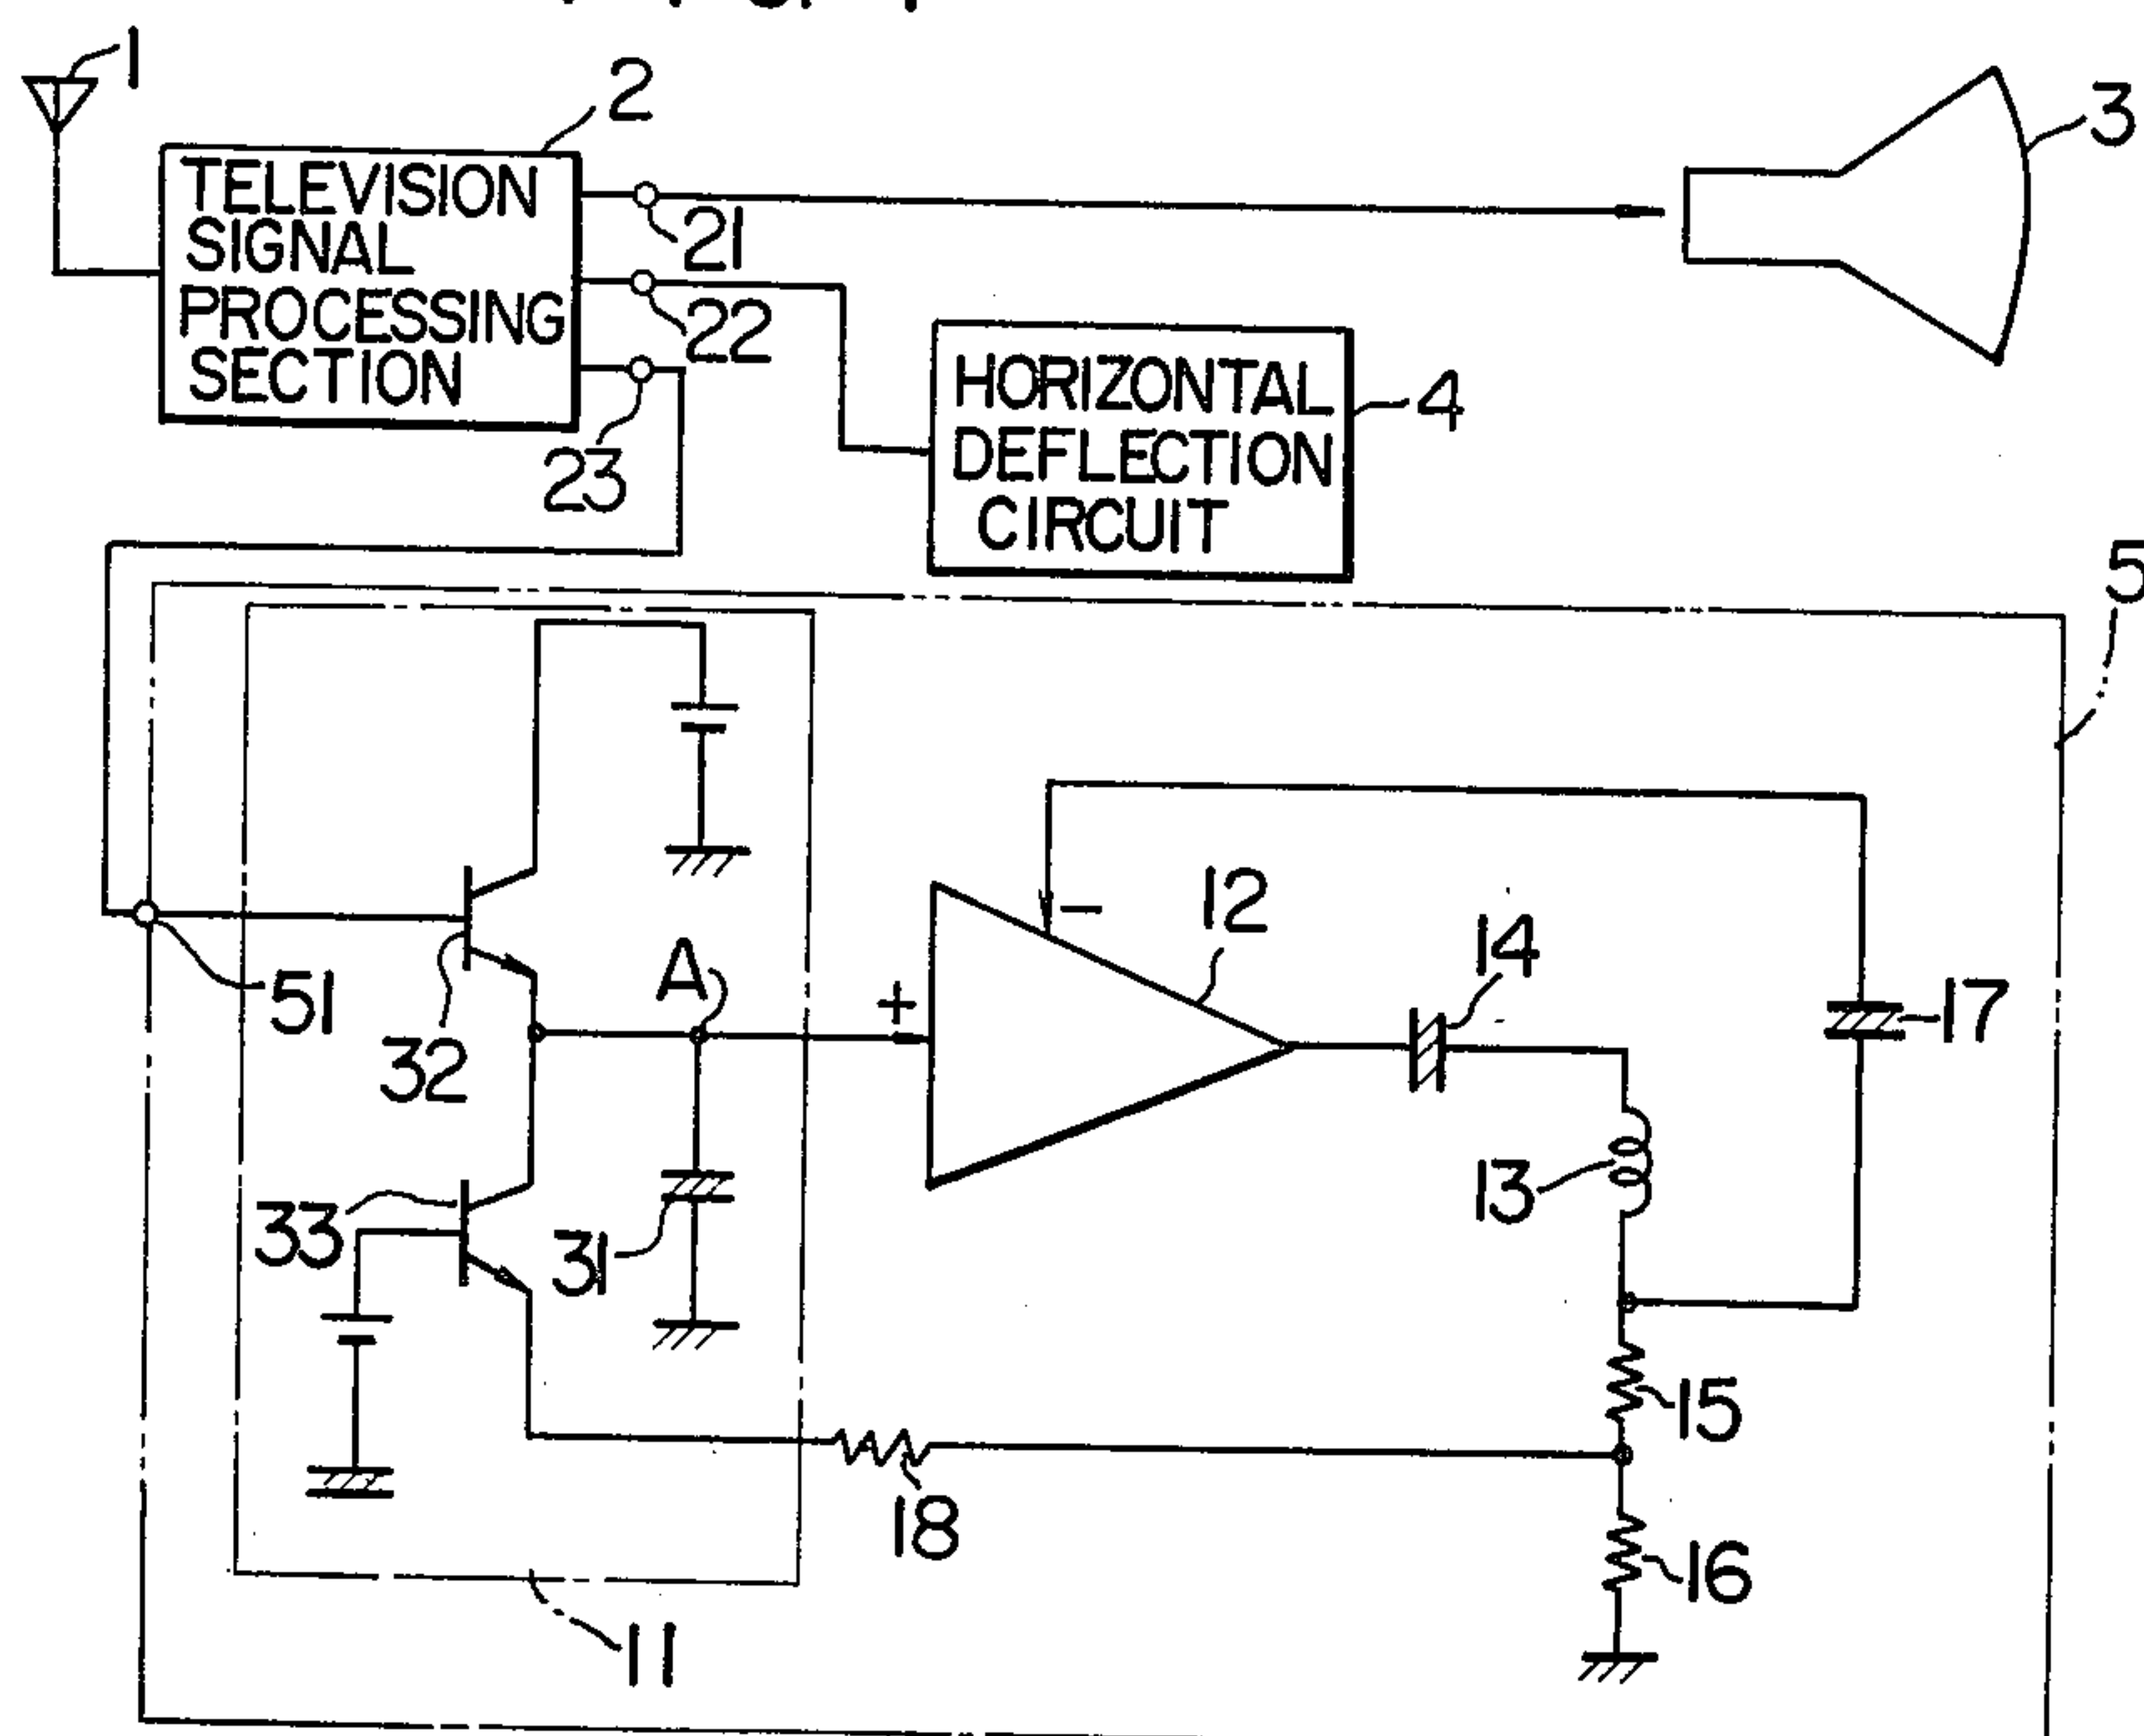 1
2
3
TELEVISION
SIGNAL
PROCESSING
SECTION
21
22
23
HORIZONTAL
DEFLECTION
CIRCUIT
4
5
51
32
A
+
−
12
14
17
13
33
31
15
18
16
11